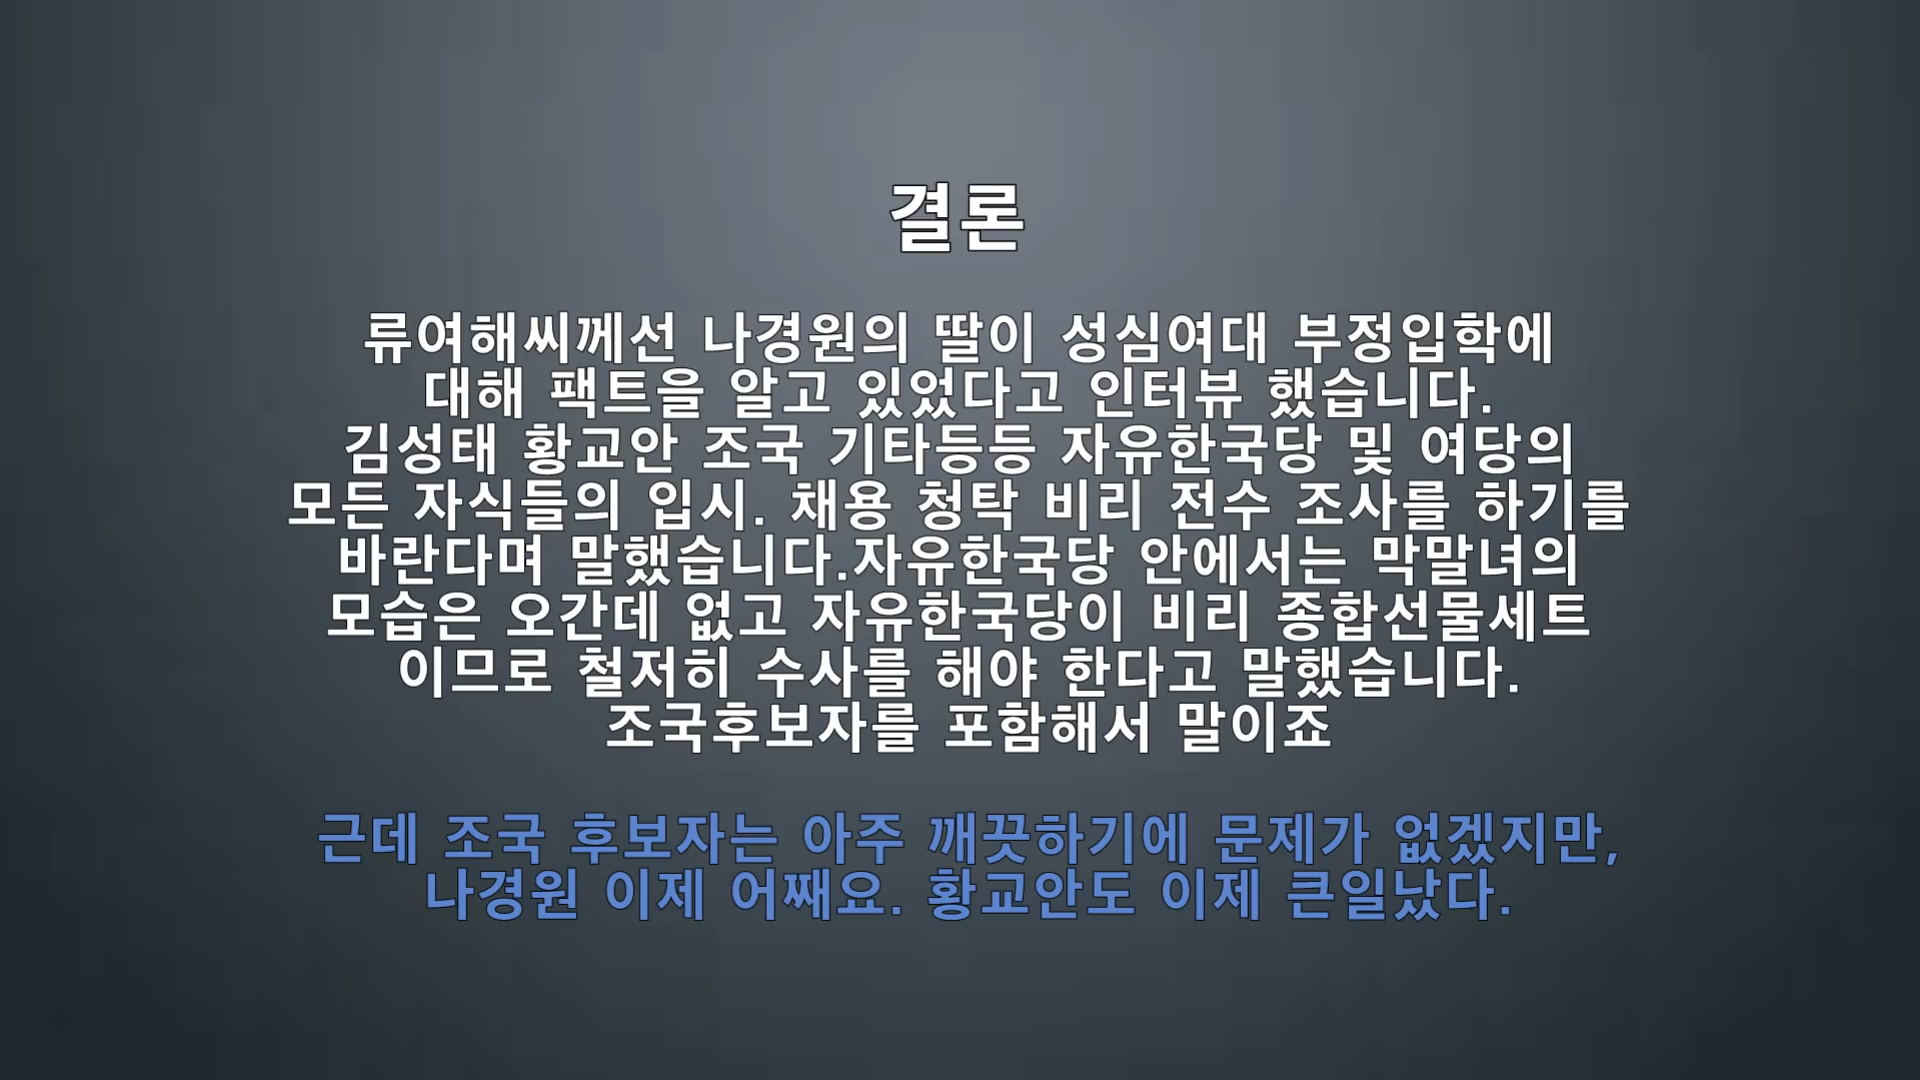 결론
류여해씨께선 나경원의 딸이 성심여대 부정입학에
대해 팩트을 알고 있었다고 인터뷰 했습니다.
김성태 황교안 조국 기타등등 자유한국당 및 여당의
모든 자식들의 입시. 채용 청탁 비리 전수 조사를 하기를
바란다며 말했습니다.자유한국당 안에서는 막말녀의
모습은 오간데 없고 자유한국당이 비리 종합선물세트
이므로 철저히 수사를 해야 한다고 말했습니다.
조국후보자를 포함해서 말이죠
근데 조국 후보자는 아주 깨끗하기에 문제가 없겠지만,
나경원 이제 어째요. 황교안도 이제 큰일났다.